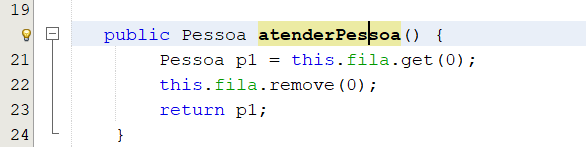 19
public Pessoa atenderPessoa() {
21 Pessoa p1 = this.fila.get(0);
22 this.fila.remove(0);
23 return p1;
24 }